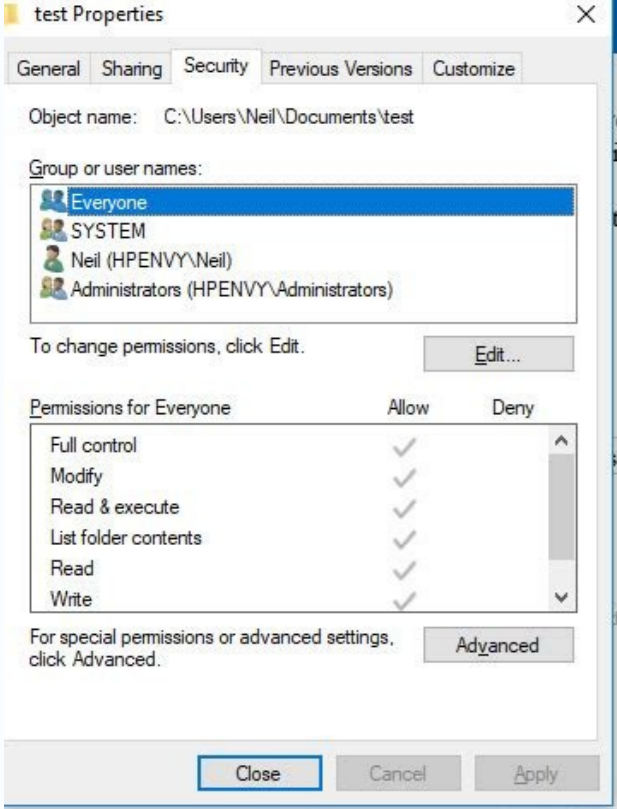 test Properties
General Sharing Security Previous Versions Customize
Object name: C:\Users\Neil\Documents\test
Group or user names:
Everyone
SYSTEM
Neil (HPENVY\Neil)
Administrators (HPENVY\Administrators)
To change permissions, click Edit.
Edit...
Permissions for Everyone Allow Deny
Full control
Modify
Read & execute
List folder contents
Read
Write
For special permissions or advanced settings,
click Advanced.
Advanced
Close Cancel Apply